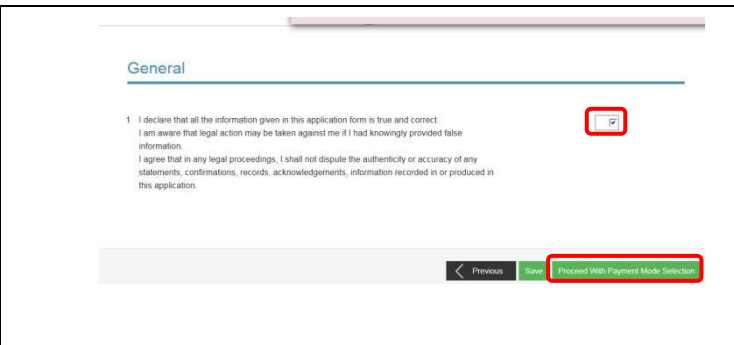 General
1 I declare that all the information given in this application form is true and correct.
I am aware that legal action may be taken against me if I had knowingly provided false
information.
I agree that in any legal proceedings, I shall not dispute the authenticity or accuracy of any
statements, confirmations, records, acknowledgements, information recorded in or produced in
this application.
Previous Save Proceed With Payment Mode Selection